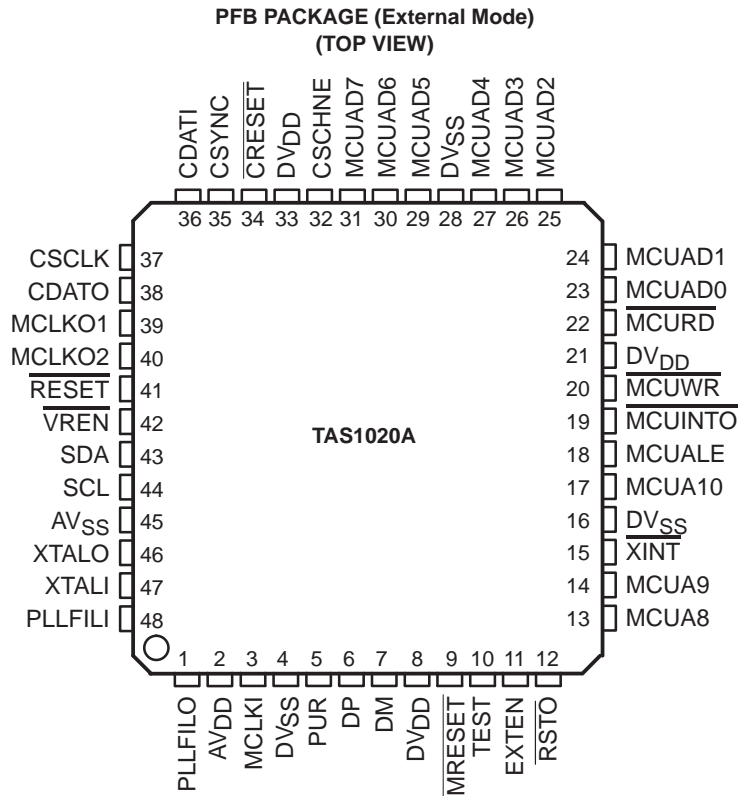 PFB PACKAGE (External Mode)
(TOP VIEW)
CDATI
CSYNC
CRESET
DVDD
CSCHNE
MCUAD7
MCUAD6
MCUAD5
DVSS
MCUAD4
MCUAD3
MCUAD2
36 35 34 33 32 31 30 29 28 27 26 25
CSCLK 37
CDATO 38
MCLKO1 39
MCLKO2 40
RESET 41
VREN 42
SDA 43
SCL 44
AVSS 45
XTALO 46
XTALI 47
PLLFILI 48
TAS1020A
24 MCUAD1
23 MCUAD0
22 MCURD
21 DVDD
20 MCUWR
19 MCUINTO
18 MCUALE
17 MCUA10
16 DVSS
15 XINT
14 MCUA9
13 MCUA8
1 2 3 4 5 6 7 8 9 10 11 12
PLLFILO
AVDD
MCLKI
DVSS
PUR
DP
DM
DVDD
MRESET
TEST
EXTEN
RSTO